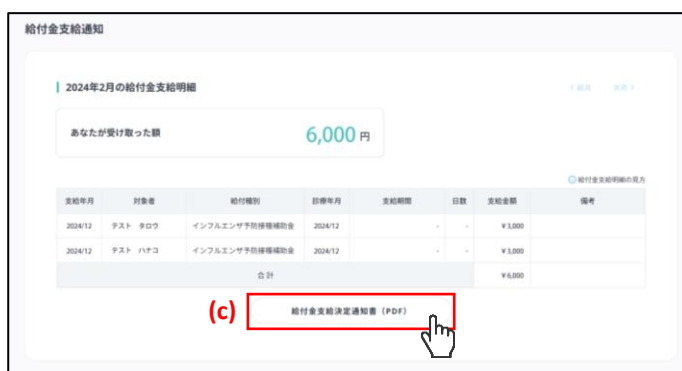 給付金支給通知
2024年2月の給付金支給明細
< 前月 次月 >
あなたが受け取った額 6,000 円
給付金支給明細の見方
支給年月 対象者 給付種別 診療年月 支給期間 日数 支給金額 備考
2024/12 テスト タロウ インフルエンザ予防接種補助金 2024/12 - - ¥3,000
2024/12 テスト ハナコ インフルエンザ予防接種補助金 2024/12 - - ¥3,000
合計 ¥6,000
(c) 給付金支給決定通知書（PDF）